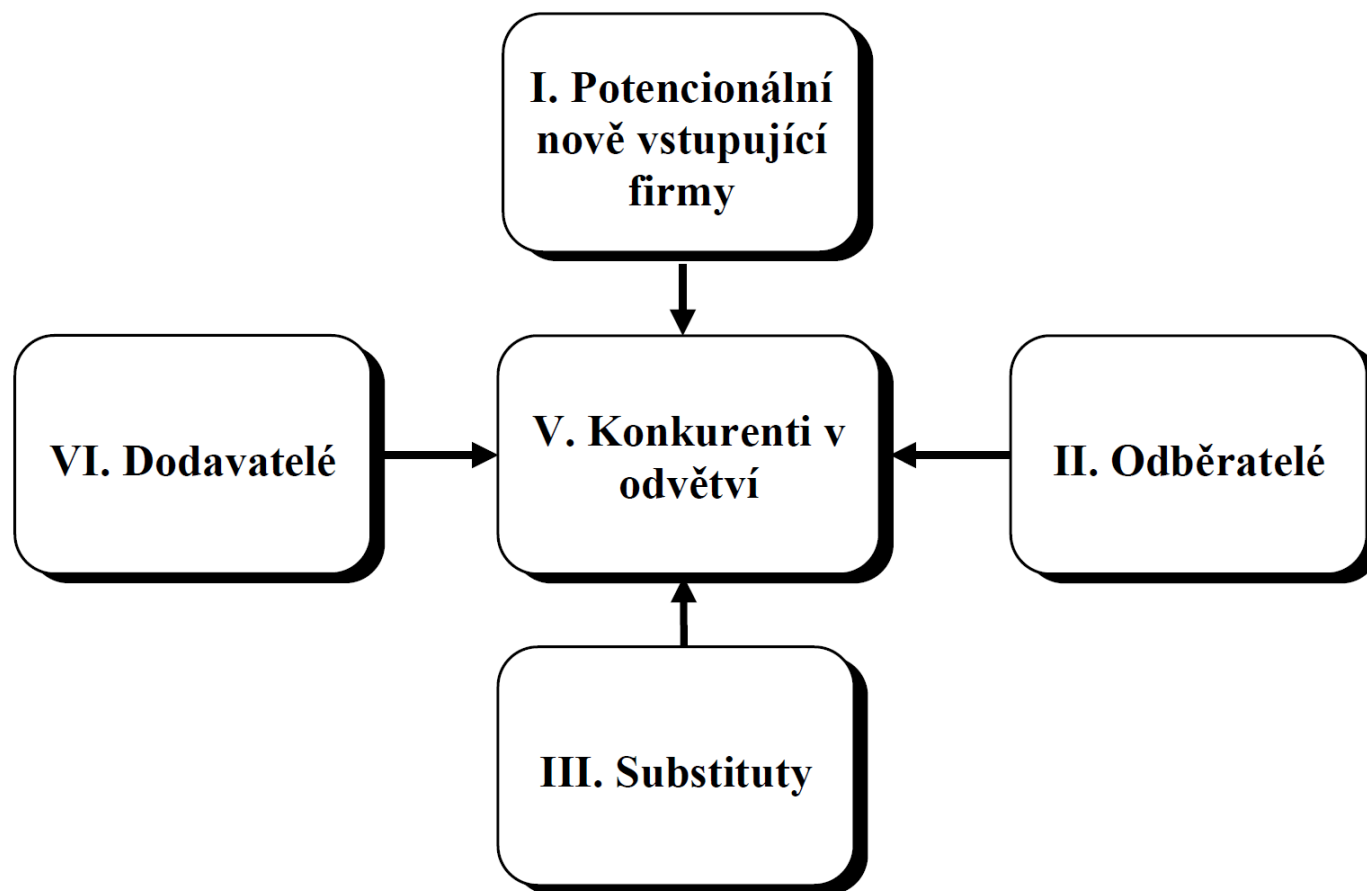 I. Potencionální
nově vstupující
firmy
VI. Dodavatelé
V. Konkurenti v
odvětví
II. Odběratelé
III. Substituty